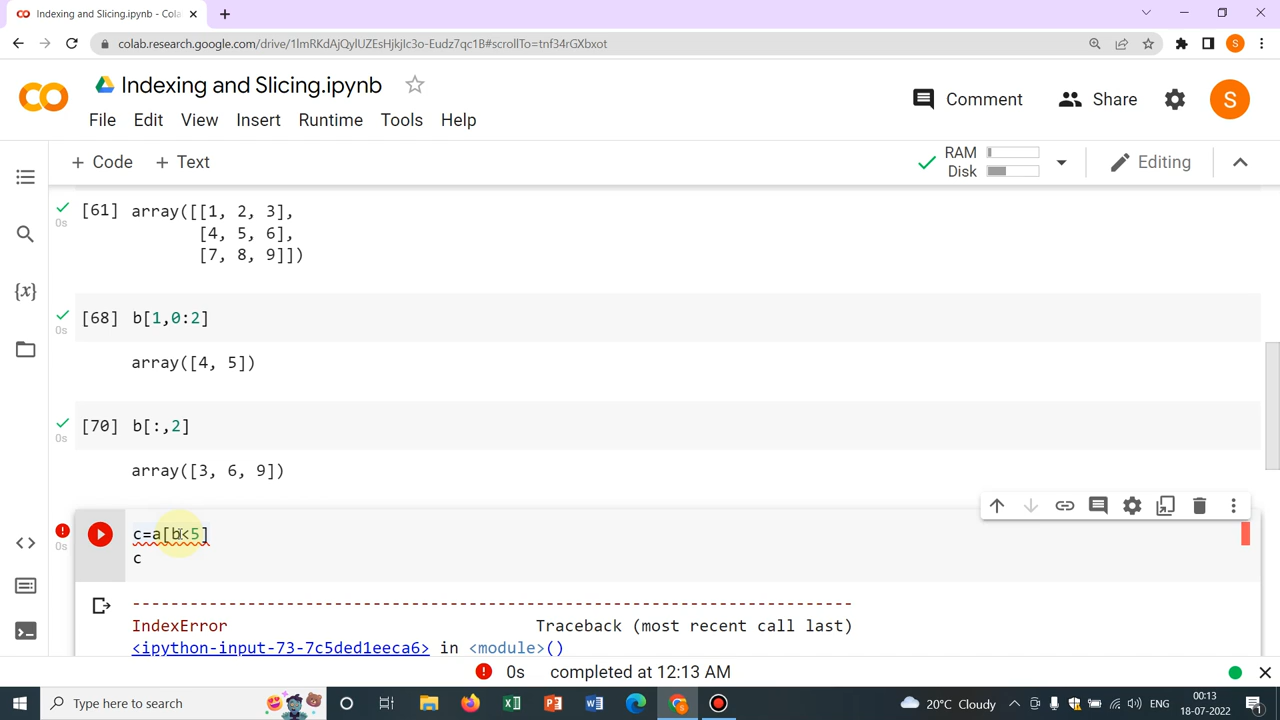 Indexing and Slicing.ipynb - Cola
colab.research.google.com/drive/1lmRKdAjQylUZEsHjkjIc3o-Eudz7qc1B#scrollTo=tnf34rGXbxot
S
Indexing and Slicing.ipynb
Comment
Share
S
File Edit View Insert Runtime Tools Help
+ Code + Text
RAM
Disk
Editing
[61] array([[1, 2, 3],
0s
[4, 5, 6],
[7, 8, 9]])
{x}
[68] b[1,0:2]
0s
array([4, 5])
[70] b[:,2]
0s
array([3, 6, 9])
c=a[b<5]
0s
c
---------------------------------------------------------------------------
IndexError Traceback (most recent call last)
<ipython-input-73-7c5ded1eeca6> in <module>()
0s completed at 12:13 AM
Type here to search
20°C Cloudy
ENG
00:13
18-07-2022